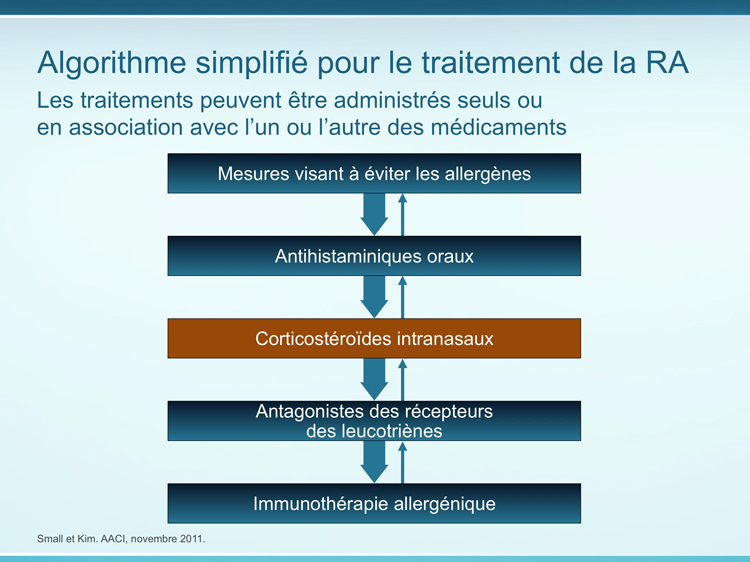 Algorithme simplifié pour le traitement de la RA
Les traitements peuvent être administrés seuls ou
en association avec l’un ou l’autre des médicaments
Mesures visant à éviter les allergènes
Antihistaminiques oraux
Corticostéroïdes intranasaux
Antagonistes des récepteurs
des leucotriènes
Immunothérapie allergénique
Small et Kim. AACI, novembre 2011.